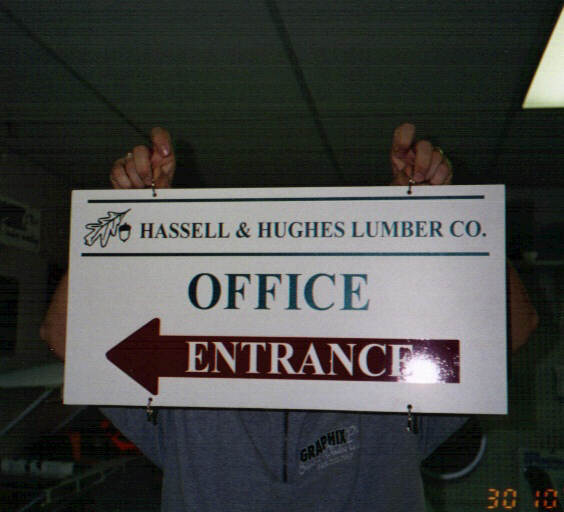 HASSELL & HUGHES LUMBER CO.
OFFICE
ENTRANCE
GRAPHIX
30 10